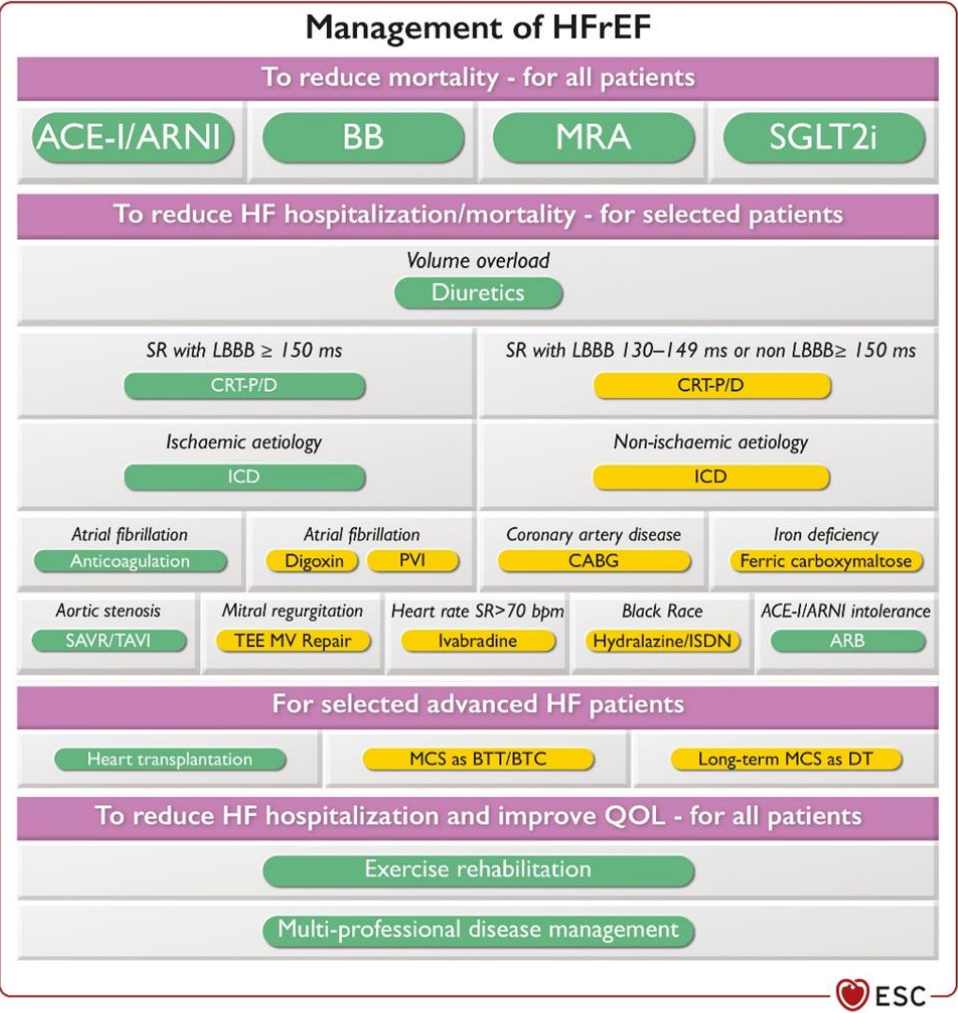 Management of HFrEF
To reduce mortality - for all patients
ACE-I/ARNI
BB
MRA
SGLT2i
To reduce HF hospitalization/mortality - for selected patients
Volume overload
Diuretics
SR with LBBB ≥ 150 ms
CRT-P/D
SR with LBBB 130–149 ms or non LBBB≥ 150 ms
CRT-P/D
Ischaemic aetiology
ICD
Non-ischaemic aetiology
ICD
Atrial fibrillation
Anticoagulation
Atrial fibrillation
Digoxin
PVI
Coronary artery disease
CABG
Iron deficiency
Ferric carboxymaltose
Aortic stenosis
SAVR/TAVI
Mitral regurgitation
TEE MV Repair
Heart rate SR>70 bpm
Ivabradine
Black Race
Hydralazine/ISDN
ACE-I/ARNI intolerance
ARB
For selected advanced HF patients
Heart transplantation
MCS as BTT/BTC
Long-term MCS as DT
To reduce HF hospitalization and improve QOL - for all patients
Exercise rehabilitation
Multi-professional disease management
ESC